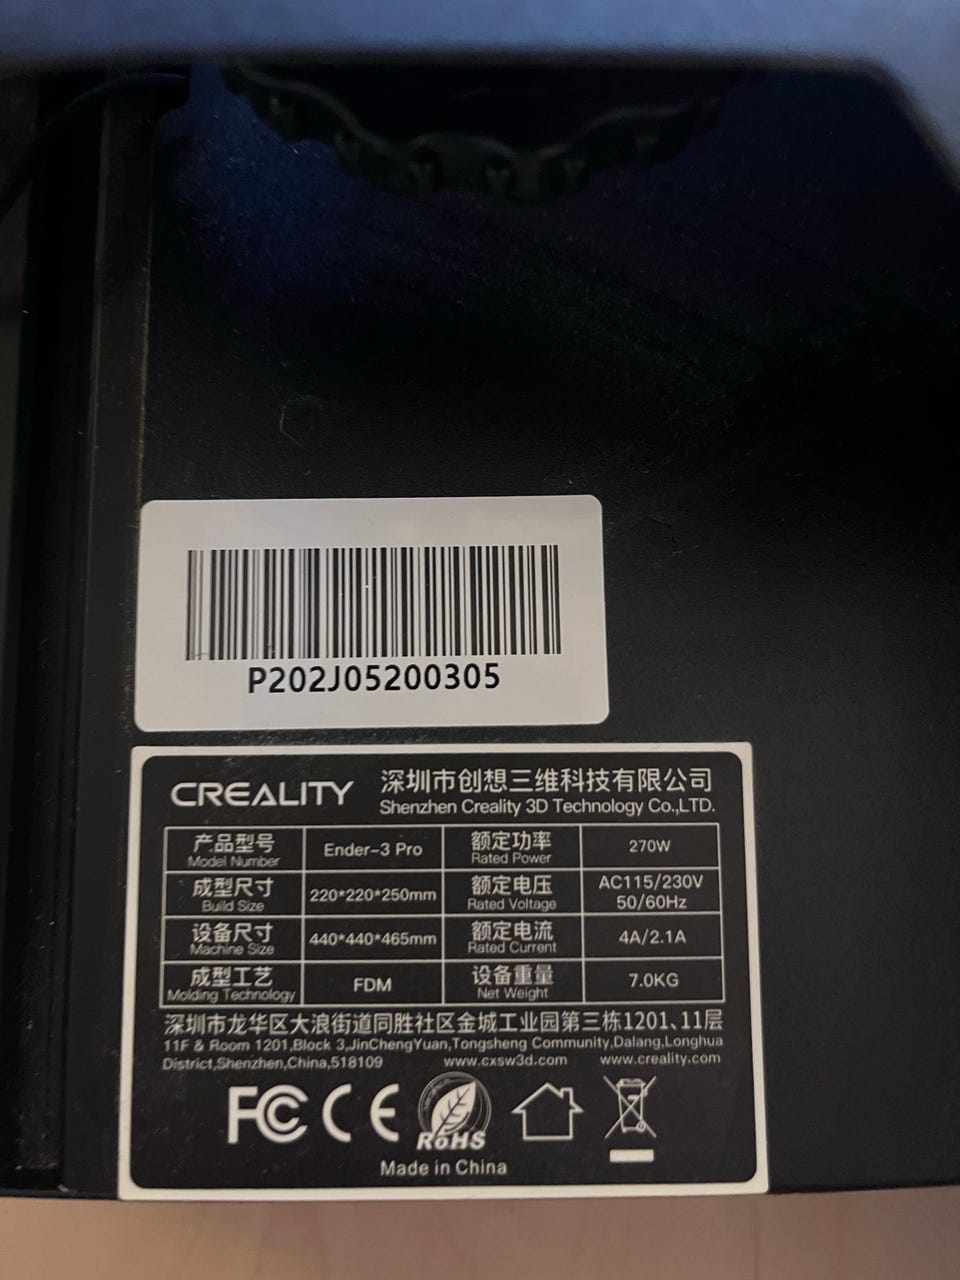 P202J05200305
CREALITY 深圳市创想三维科技有限公司
Shenzhen Creality 3D Technology Co.,LTD.
产品型号 Ender-3 Pro 额定功率 270W
Model Number Rated Power
成型尺寸 220*220*250mm 额定电压 AC115/230V
Build Size Rated Voltage 50/60Hz
设备尺寸 440*440*465mm 额定电流 4A/2.1A
Machine Size Rated Current
成型工艺 FDM 设备重量 7.0KG
Molding Technology Net Weight
深圳市龙华区大浪街道同胜社区金城工业园第三栋1201、11层
11F & Room 1201,Block 3,JinChengYuan,Tongsheng Community,Dalang,Longhua
District,Shenzhen,China,518109 www.cxsw3d.com www.creality.com
FC CE RoHS
Made in China